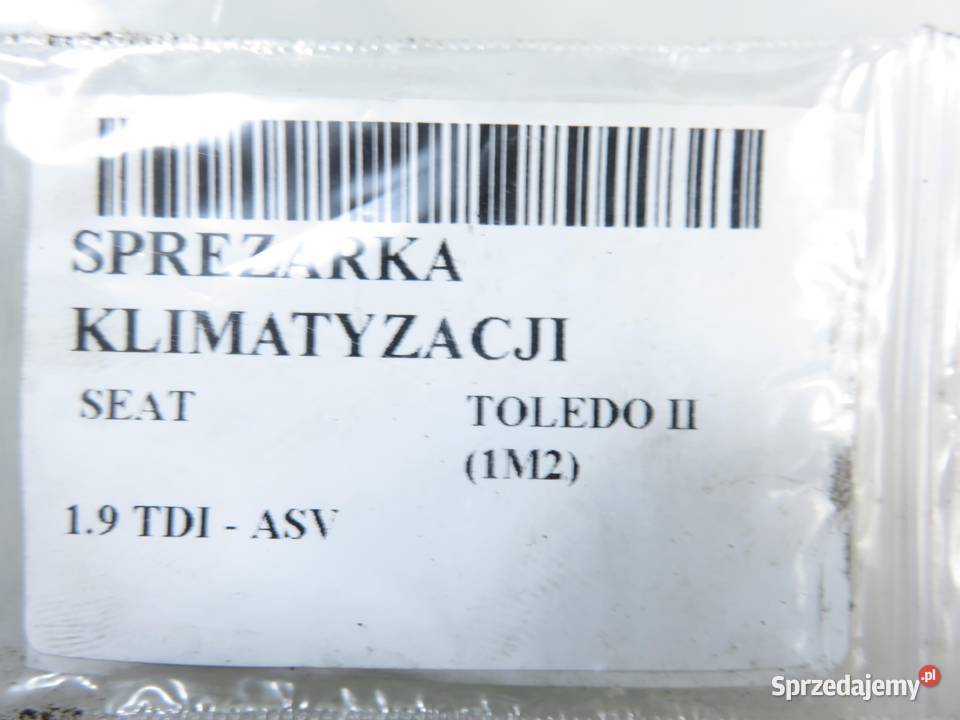 SPREZARKA
KLIMATYZACJI
SEAT TOLEDO II
(1M2)
1.9 TDI - ASV
Sprzedajemy.pl